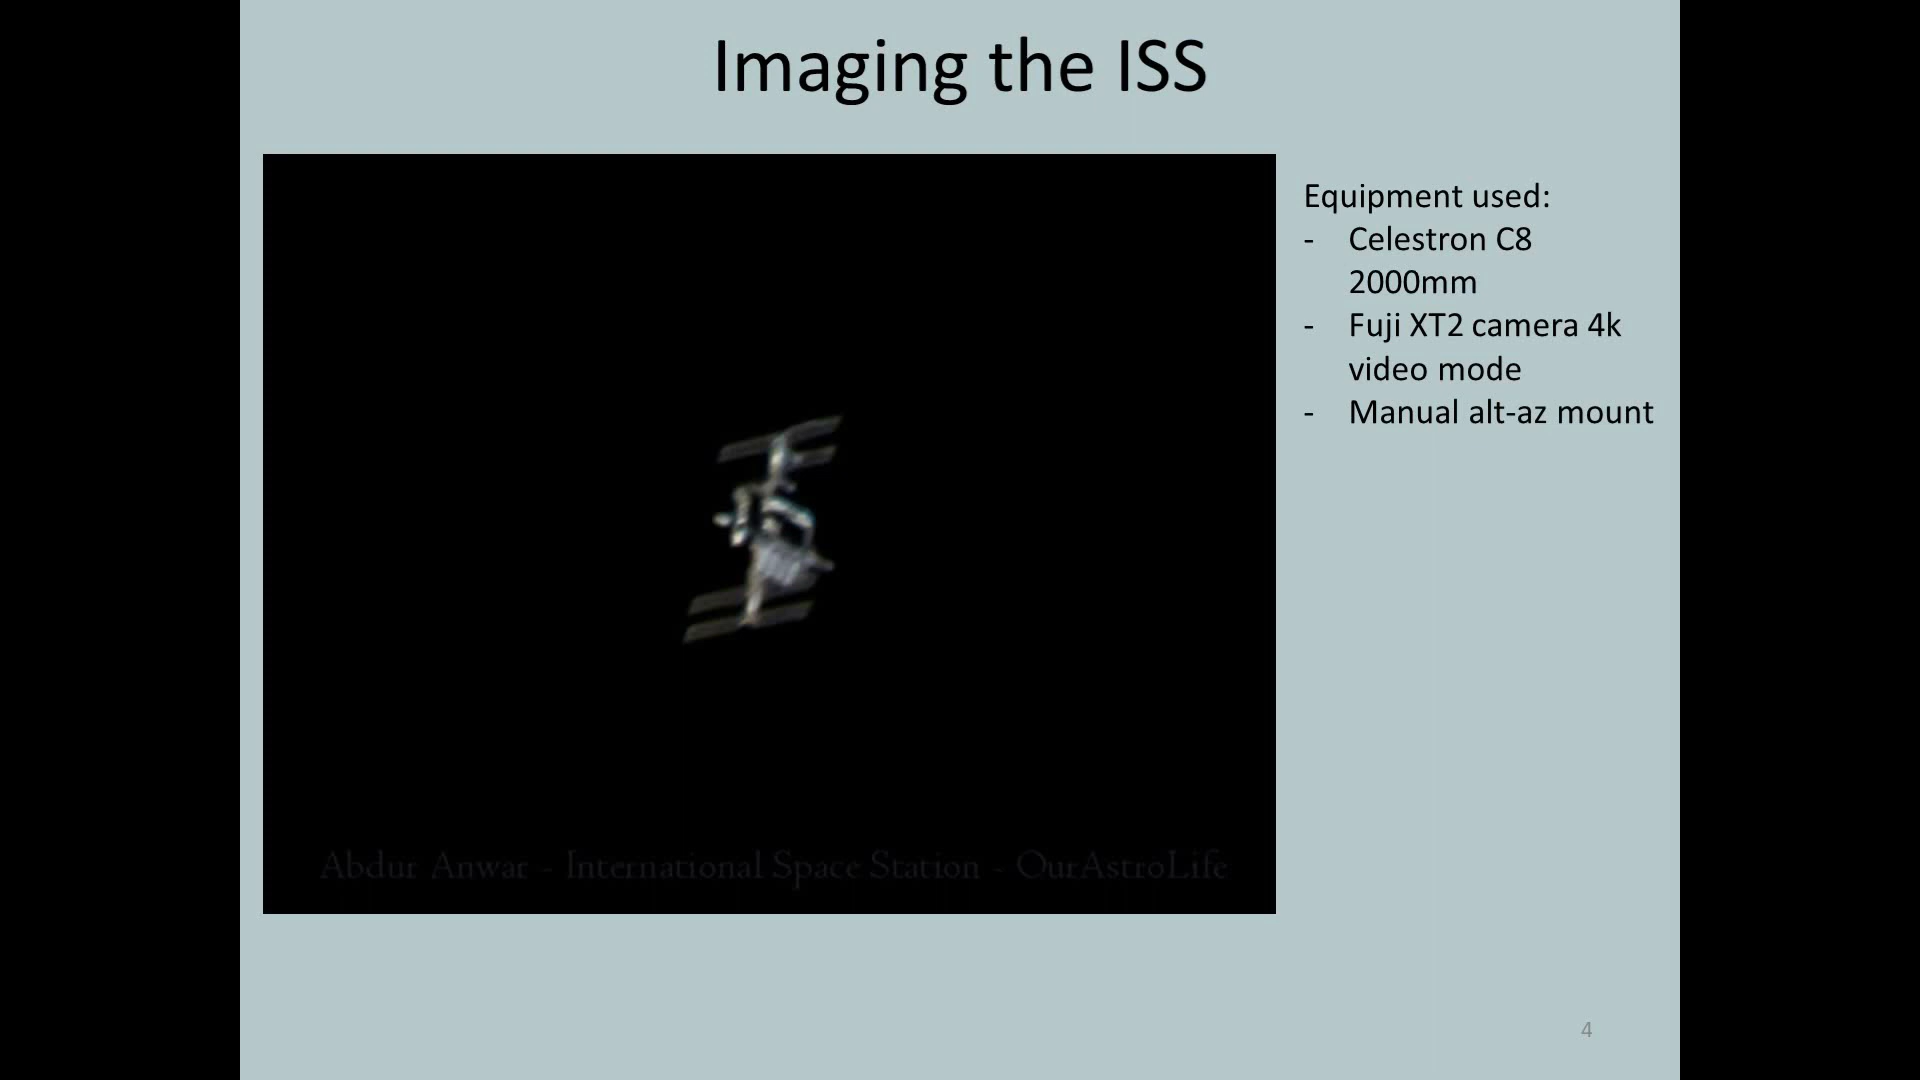 Imaging the ISS
Equipment used:
- Celestron C8
2000mm
- Fuji XT2 camera 4k
video mode
- Manual alt-az mount
Abdur Anwar - International Space Station - OurAstroLife
4